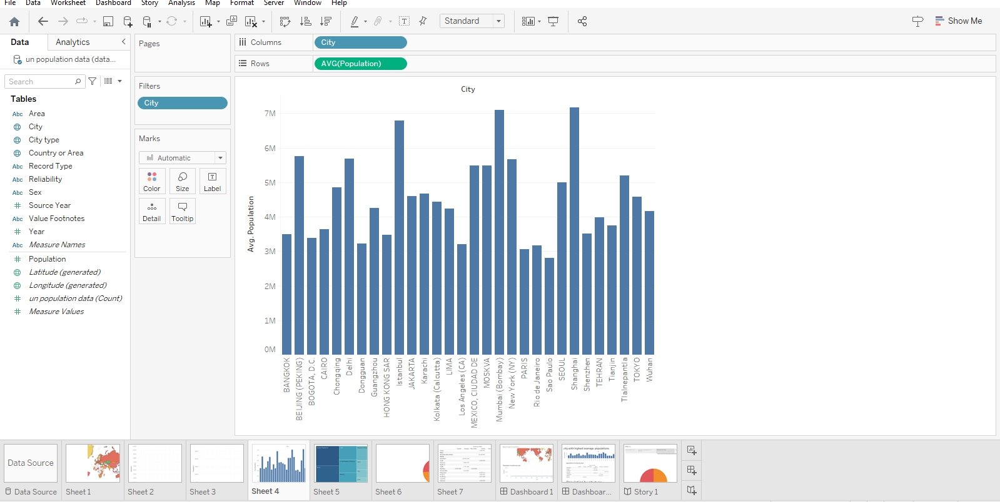 File Data Worksheet Dashboard Story Analysis Map Format Server Window Help
Standard
Show Me
Data Analytics
un population data (data...
Search
Tables
Abc Area
City
City type
Country or Area
Abc Record Type
Abc Reliability
Abc Sex
# Source Year
Abc Value Footnotes
# Year
Abc Measure Names
# Population
Latitude (generated)
Longitude (generated)
# un population data (Count)
# Measure Values
Pages
Filters
City
Marks
Automatic
Color Size Label
Detail Tooltip
Columns City
Rows AVG(Population)
City
Avg. Population
7M
6M
5M
4M
3M
2M
1M
0M
BANGKOK
BEIJING (PEKING)
BOGOTA, D.C.
CAIRO
Chongqing
Delhi
Dongguan
Guangzhou
HONG KONG SAR
Istanbul
JAKARTA
Karachi
Kolkata (Calcutta)
LIMA
Los Angeles (CA)
MEXICO, CIUDAD DE
MOSKVA
Mumbai (Bombay)
New York (NY)
PARIS
Rio de Janeiro
Sao Paulo
SEOUL
Shanghai
Shenzhen
TEHRAN
Tianjin
Tlalnepantla
TOKYO
Wuhan
Data Source
city with highest average populations
Data Source Sheet 1 Sheet 2 Sheet 3 Sheet 4 Sheet 5 Sheet 6 Sheet 7 Dashboard 1 Dashboar... Story 1